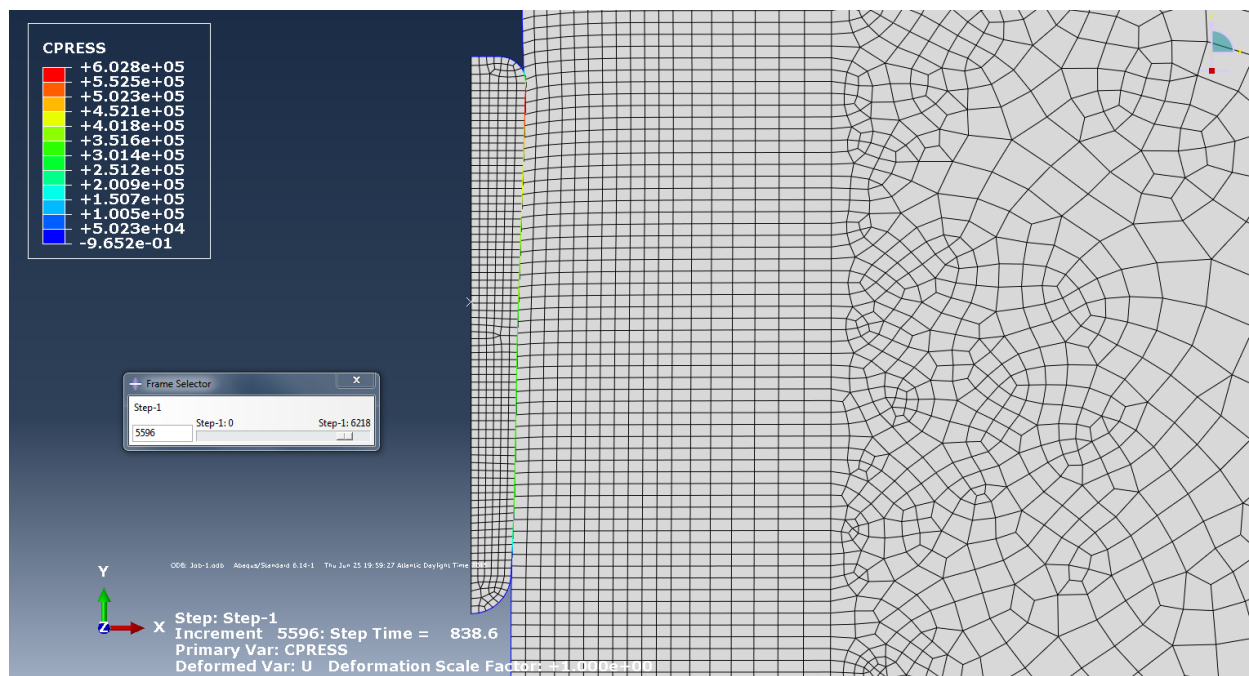 CPRESS
+6.028e+05
+5.525e+05
+5.023e+05
+4.521e+05
+4.018e+05
+3.516e+05
+3.014e+05
+2.512e+05
+2.009e+05
+1.507e+05
+1.005e+05
+5.023e+04
-9.652e-01
Frame Selector
x
Step-1
Step-1: 0 Step-1: 6218
5596
ODB: Job-1.odb Abaqus/Standard 6.14-1 Thu Jun 25 19:59:27 Atlantic Daylight Time
Y
Z X
Step: Step-1
Increment 5596: Step Time = 838.6
Primary Var: CPRESS
Deformed Var: U Deformation Scale Factor: +1.000e+00